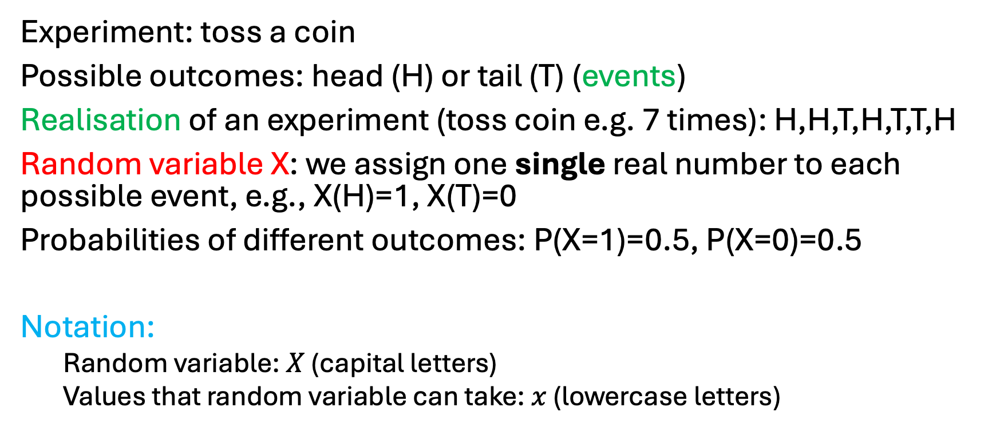 Experiment: toss a coin
Possible outcomes: head (H) or tail (T) (events)
Realisation of an experiment (toss coin e.g. 7 times): H,H,T,H,T,T,H
Random variable X: we assign one single real number to each
possible event, e.g., X(H)=1, X(T)=0
Probabilities of different outcomes: P(X=1)=0.5, P(X=0)=0.5
Notation:
Random variable: X (capital letters)
Values that random variable can take: x (lowercase letters)